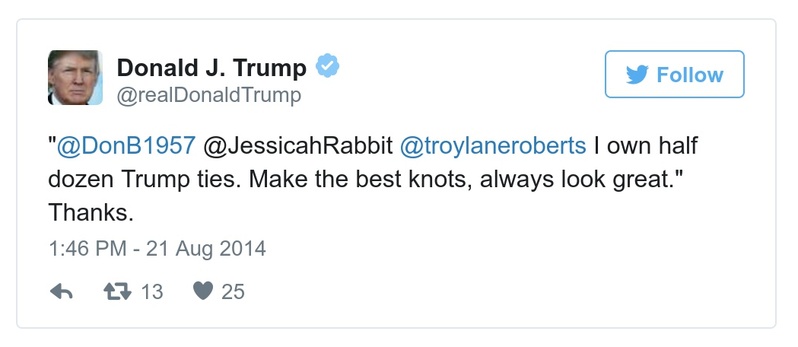 Donald J. Trump
@realDonaldTrump
Follow
"@DonB1957 @JessicahRabbit @troylaneroberts I own half
dozen Trump ties. Make the best knots, always look great."
Thanks.
1:46 PM - 21 Aug 2014
13 25